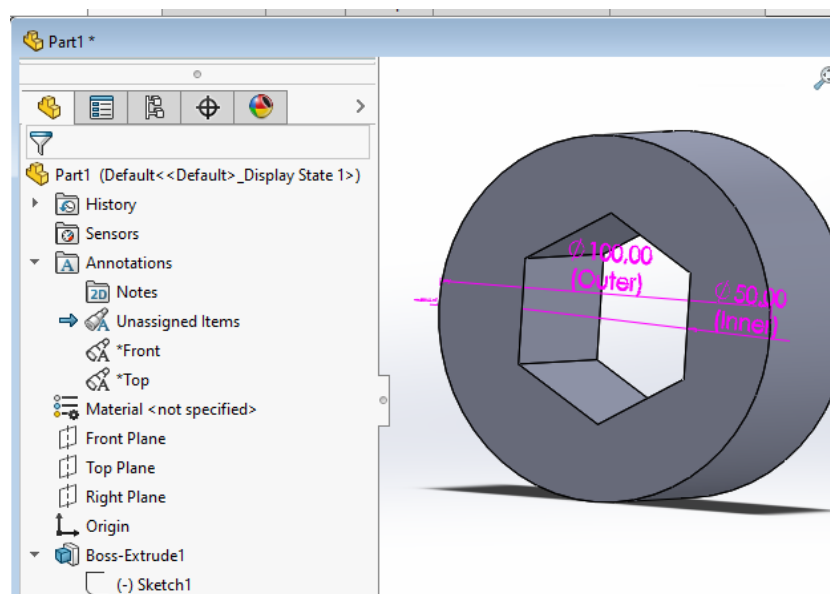 Part1 *
Part1 (Default<<Default>_Display State 1>)
History
Sensors
A Annotations
2D Notes
Unassigned Items
*Front
*Top
Material <not specified>
Front Plane
Top Plane
Right Plane
Origin
Boss-Extrude1
(-) Sketch1
∅100.00
(Outer)
∅50.00
(Inner)